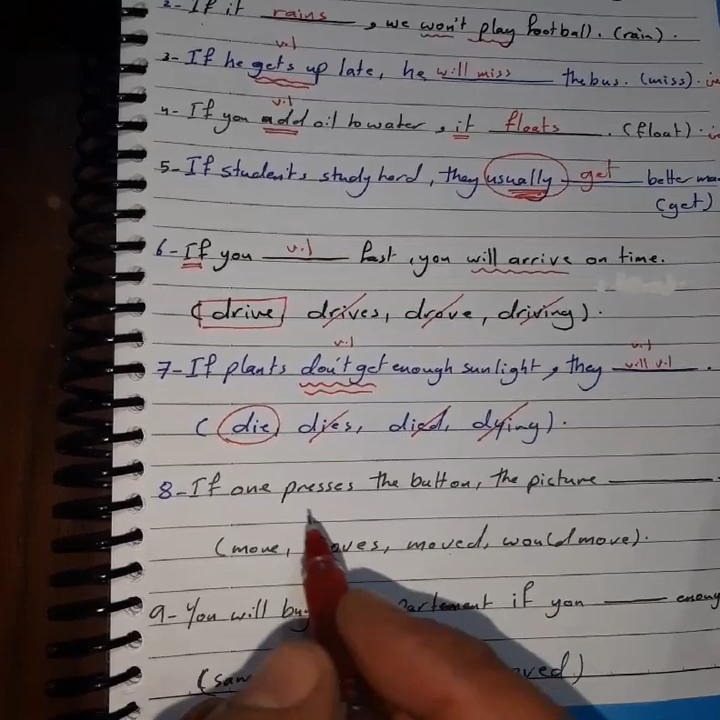 2- If it rains, we won't play football. (rain).
v.1
3- If he gets up late, he will miss the bus. (miss).
v.1
4- If you add oil to water, it floats. (float).
5- If students study hard, they usually get better
(get)
6- If you v.1 fast, you will arrive on time.
(drive, drives, drove, driving).
v.1 v.1
7- If plants don't get enough sunlight, they will v.1.
(die, dies, died, dying).
8- If one presses the button, the picture
(move, moves, moved, would move).
9- You will buy if you